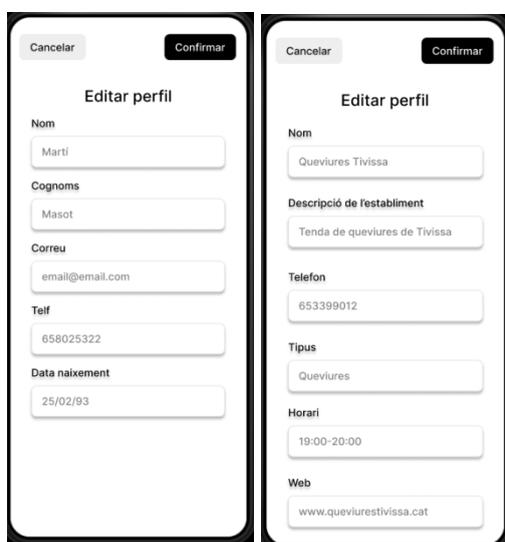 Cancelar
Confirmar
Editar perfil
Nom
Martí
Cognoms
Masot
Correu
email@email.com
Telf
658025322
Data naixement
25/02/93
Cancelar
Confirmar
Editar perfil
Nom
Queviures Tivissa
Descripció de l'establiment
Tenda de queviures de Tivissa
Telefon
653399012
Tipus
Queviures
Horari
19:00-20:00
Web
www.queviurestivissa.cat